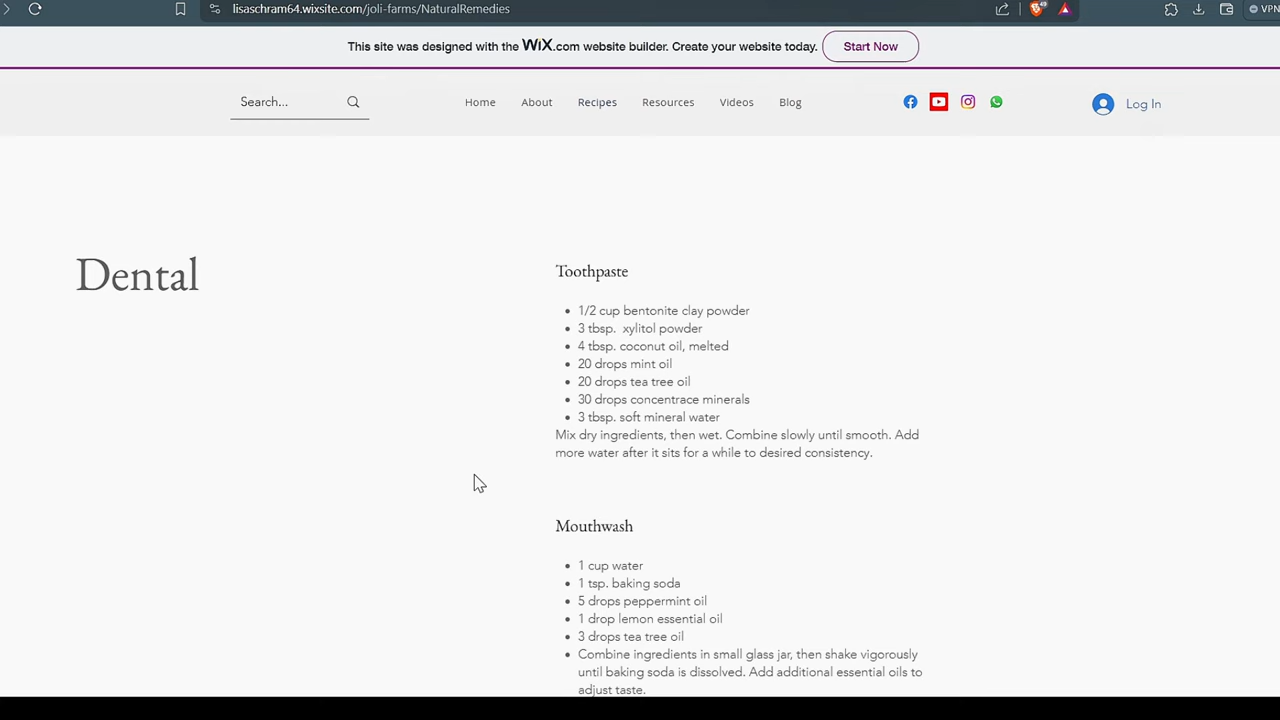 lisaschram64.wixsite.com/joli-farms/NaturalRemedies
VPN
This site was designed with the WiX.com website builder. Create your website today.
Start Now
Search...
Home
About
Recipes
Resources
Videos
Blog
Log In
Dental
Toothpaste
• 1/2 cup bentonite clay powder
• 3 tbsp. xylitol powder
• 4 tbsp. coconut oil, melted
• 20 drops mint oil
• 20 drops tea tree oil
• 30 drops concentrace minerals
• 3 tbsp. soft mineral water
Mix dry ingredients, then wet. Combine slowly until smooth. Add
more water after it sits for a while to desired consistency.
Mouthwash
• 1 cup water
• 1 tsp. baking soda
• 5 drops peppermint oil
• 1 drop lemon essential oil
• 3 drops tea tree oil
• Combine ingredients in small glass jar, then shake vigorously
until baking soda is dissolved. Add additional essential oils to
adjust taste.